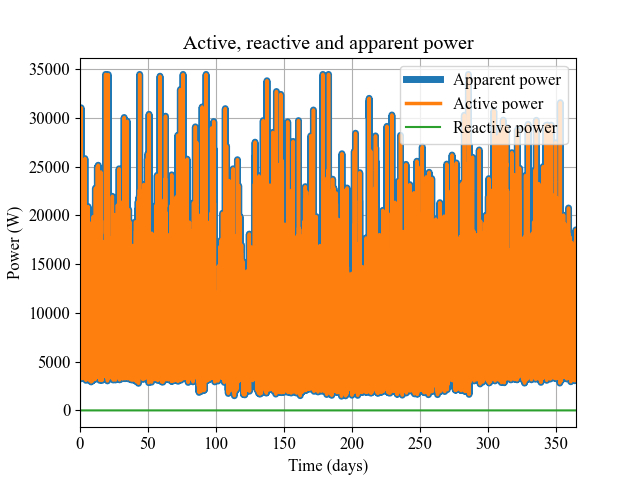 Active, reactive and apparent power
Apparent power
Active power
Reactive power
35000
30000
25000
20000
15000
10000
5000
0
Power (W)
0 50 100 150 200 250 300 350
Time (days)